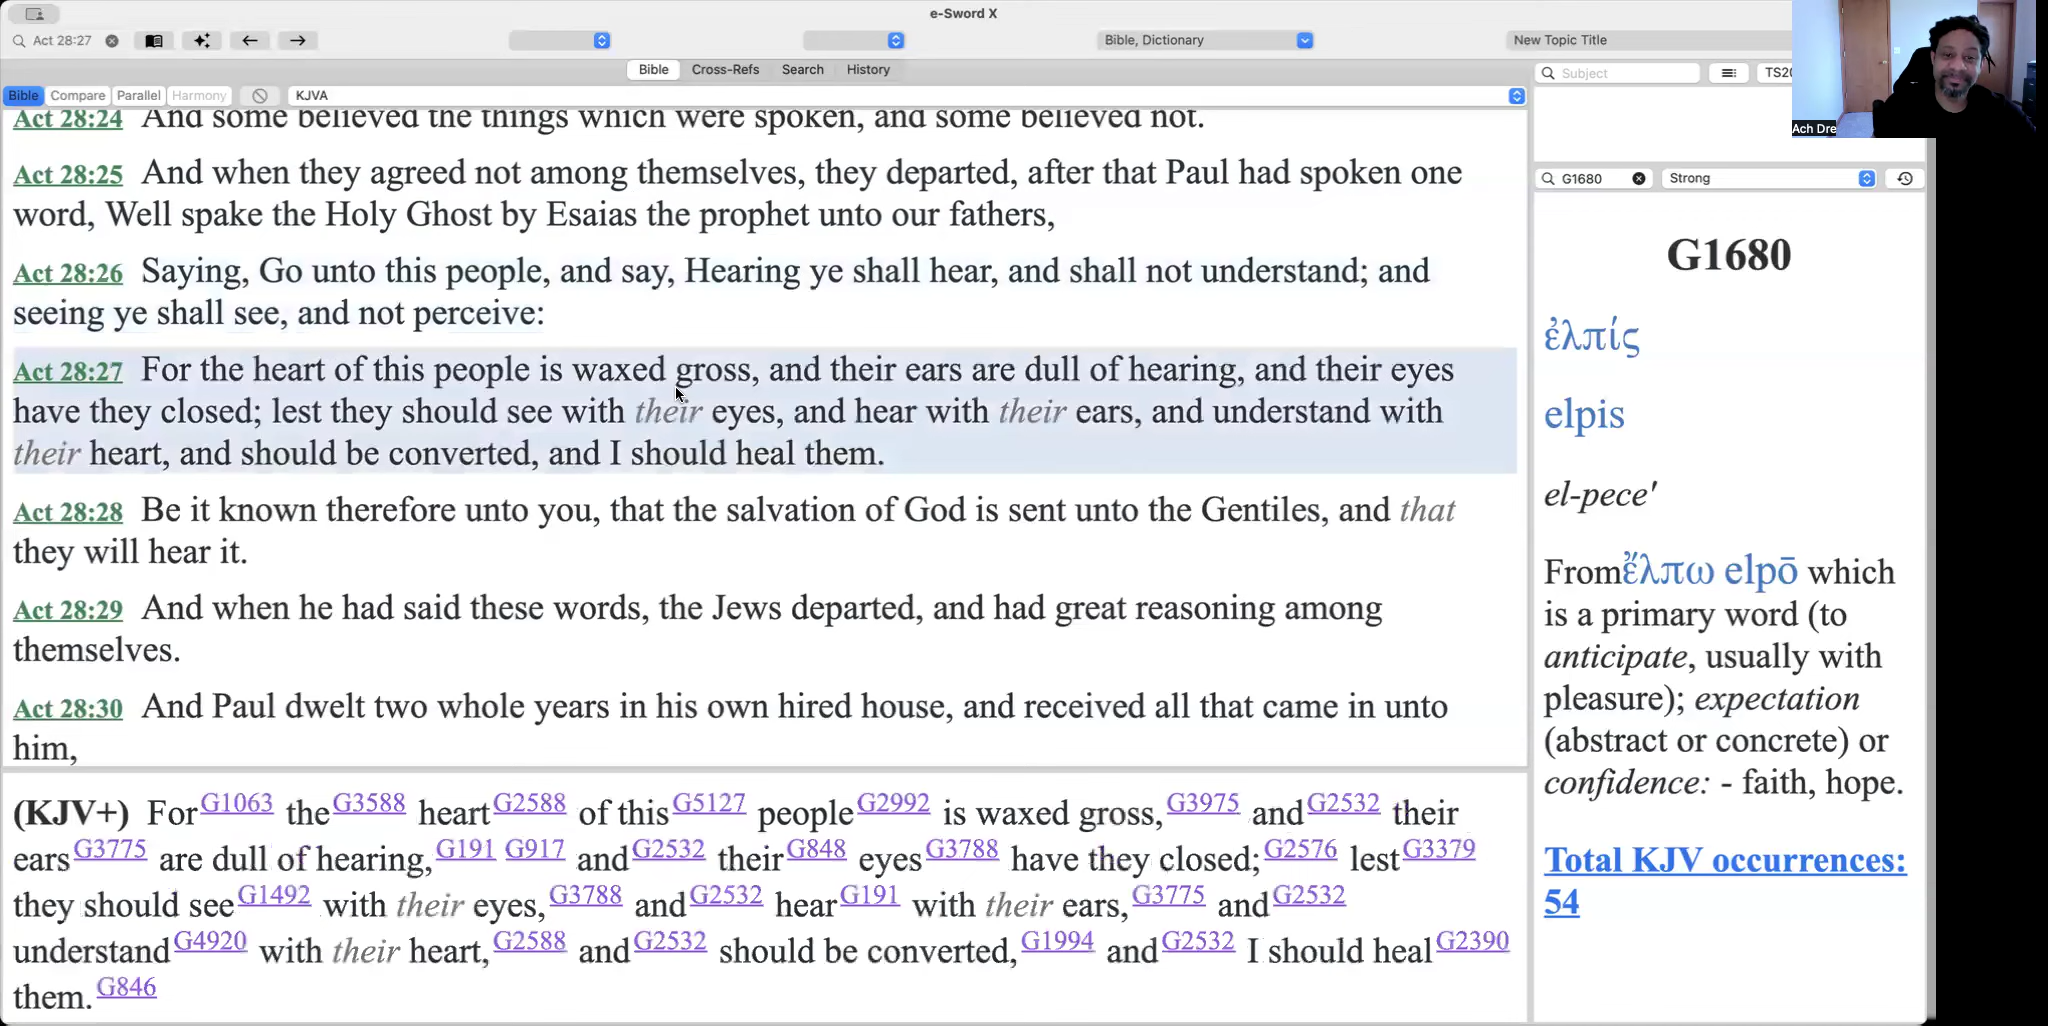 e-Sword X
Act 28:27
Bible, Dictionary
New Topic Title
Bible Cross-Refs Search History
Subject
TS20
Bible Compare Parallel Harmony
KJVA
Ach Dre
Act 28:24 And some believed the things which were spoken, and some believed not.
Act 28:25 And when they agreed not among themselves, they departed, after that Paul had spoken one
word, Well spake the Holy Ghost by Esaias the prophet unto our fathers,
Act 28:26 Saying, Go unto this people, and say, Hearing ye shall hear, and shall not understand; and
seeing ye shall see, and not perceive:
Act 28:27 For the heart of this people is waxed gross, and their ears are dull of hearing, and their eyes
have they closed; lest they should see with their eyes, and hear with their ears, and understand with
their heart, and should be converted, and I should heal them.
Act 28:28 Be it known therefore unto you, that the salvation of God is sent unto the Gentiles, and that
they will hear it.
Act 28:29 And when he had said these words, the Jews departed, and had great reasoning among
themselves.
Act 28:30 And Paul dwelt two whole years in his own hired house, and received all that came in unto
him,
(KJV+) For G1063 the G3588 heart G2588 of this G5127 people G2992 is waxed gross, G3975 and G2532 their
ears G3775 are dull of hearing, G191 G917 and G2532 their G848 eyes G3788 have they closed; G2576 lest G3379
they should see G1492 with their eyes, G3788 and G2532 hear G191 with their ears, G3775 and G2532
understand G4920 with their heart, G2588 and G2532 should be converted, G1994 and G2532 I should heal G2390
them. G846
G1680
Strong
G1680
ἐλπίς
elpis
el-pece'
From ἔλπω elpō which
is a primary word (to
anticipate, usually with
pleasure); expectation
(abstract or concrete) or
confidence: - faith, hope.
Total KJV occurrences:
54